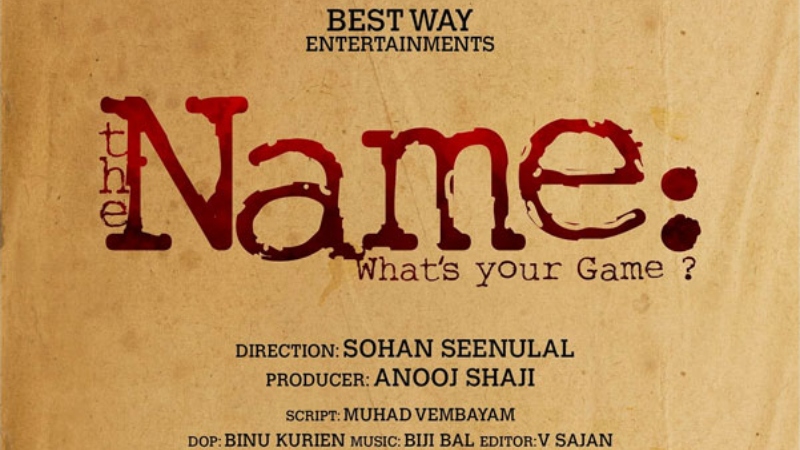 BEST WAY
ENTERTAINMENTS
the Name:
What's your Game ?
DIRECTION: SOHAN SEENULAL
PRODUCER: ANOOJ SHAJI
SCRIPT: MUHAD VEMBAYAM
DOP: BINU KURIEN MUSIC: BIJI BAL EDITOR: V SAJAN